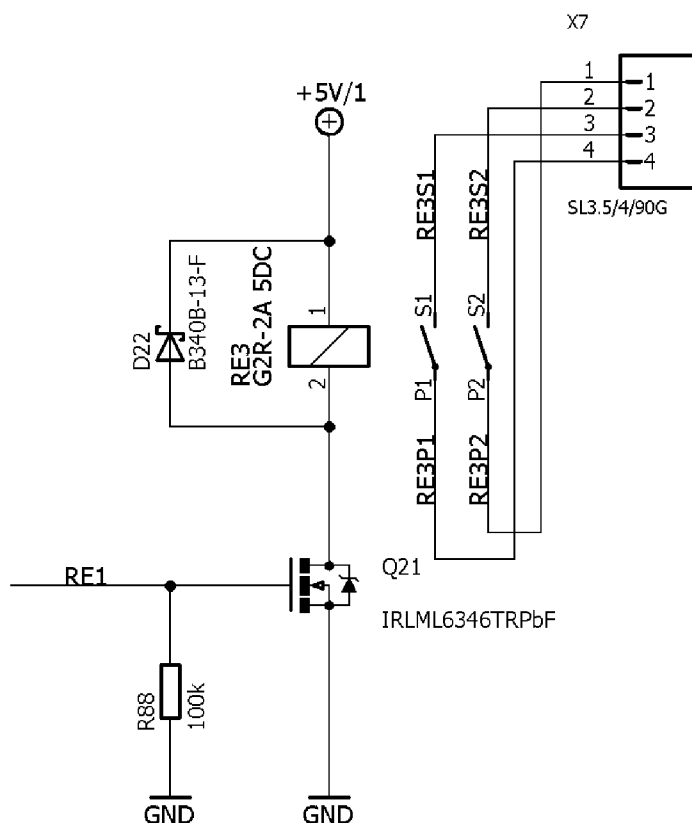 X7
+5V/1
1 1
2 2
3 3
4 4
SL3.5/4/90G
RE3S1
RE3S2
D22
B340B-13-F
RE3
G2R-2A 5DC
1
2
S1
P1
S2
P2
RE3P1
RE3P2
RE1
Q21
IRLML6346TRPbF
R88
100k
GND
GND